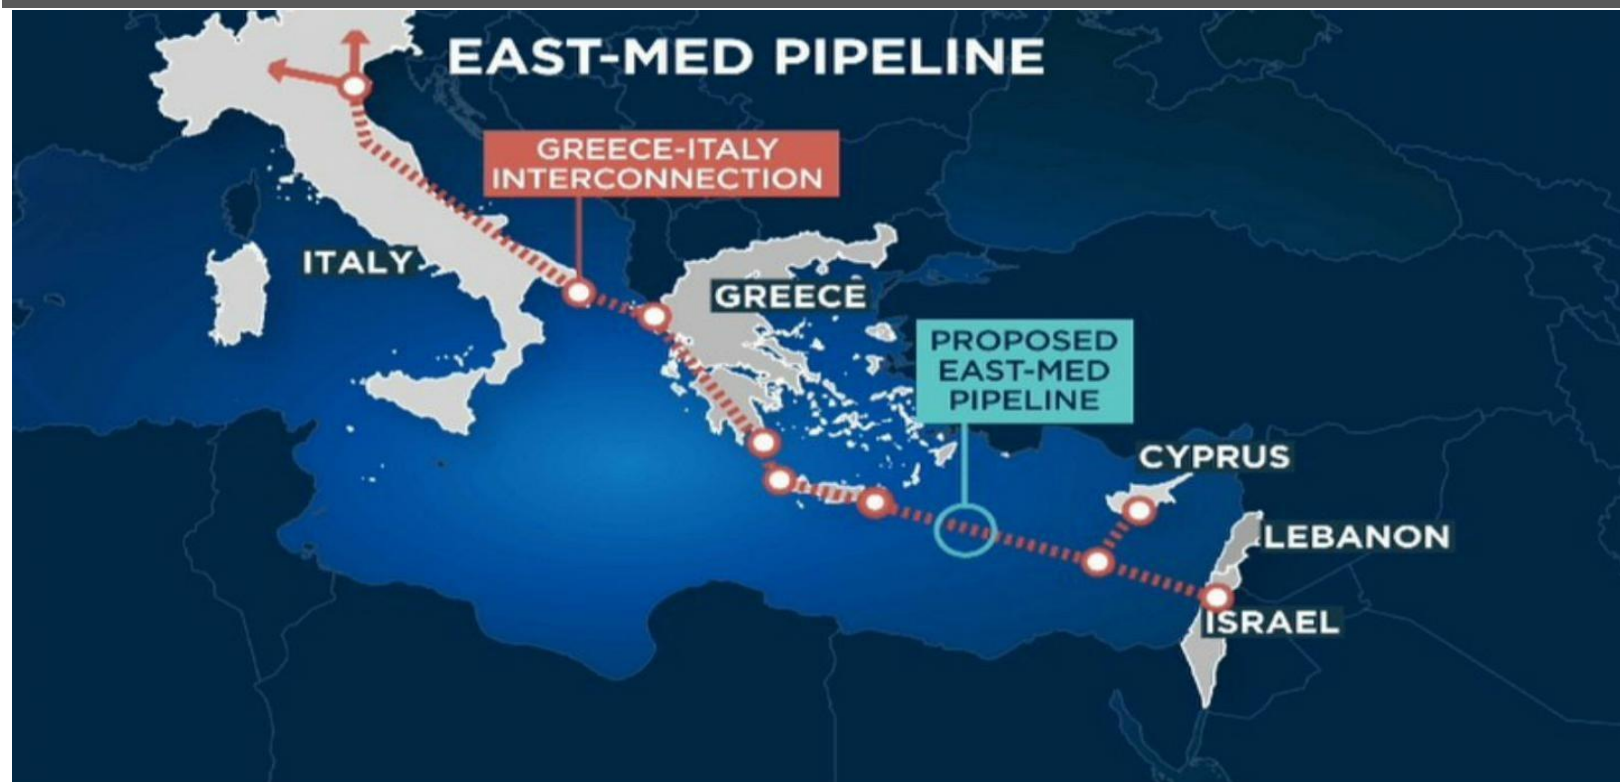 EAST-MED PIPELINE
GREECE-ITALY
INTERCONNECTION
ITALY
GREECE
PROPOSED
EAST-MED
PIPELINE
CYPRUS
LEBANON
ISRAEL